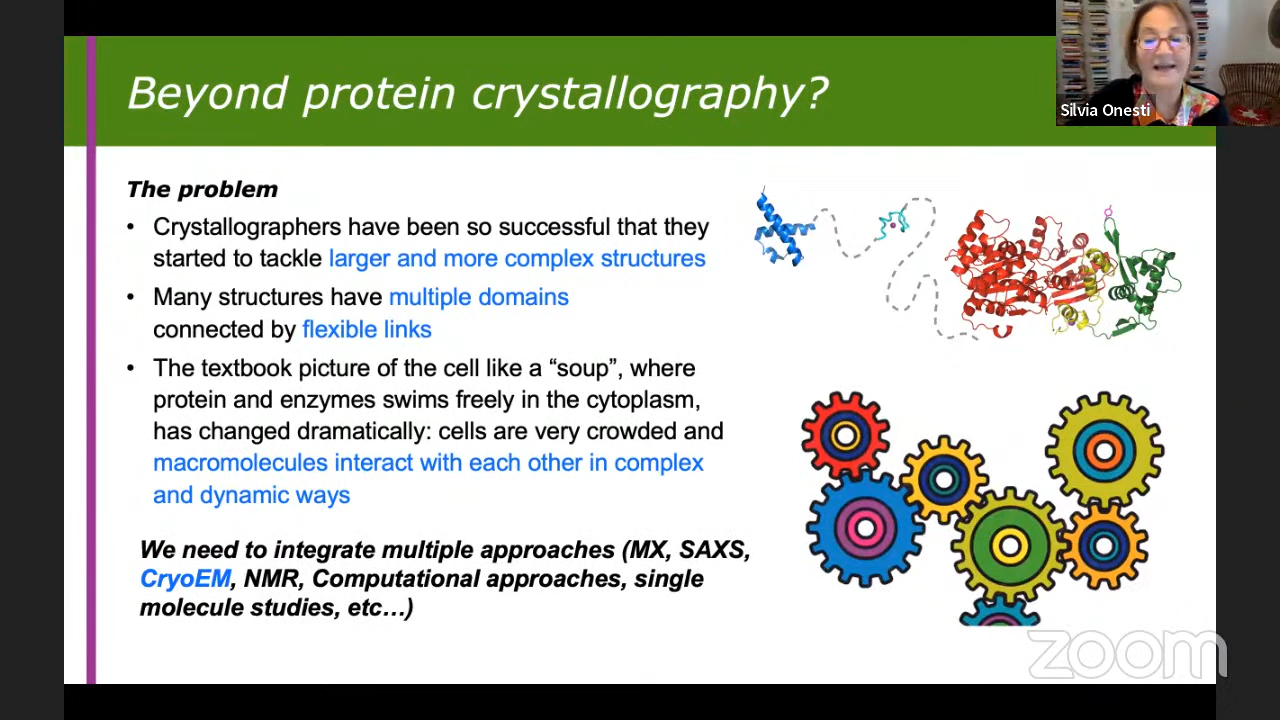 Beyond protein crystallography?
Silvia Onesti
The problem
• Crystallographers have been so successful that they
started to tackle larger and more complex structures
• Many structures have multiple domains
connected by flexible links
• The textbook picture of the cell like a “soup”, where
protein and enzymes swims freely in the cytoplasm,
has changed dramatically: cells are very crowded and
macromolecules interact with each other in complex
and dynamic ways
We need to integrate multiple approaches (MX, SAXS,
CryoEM, NMR, Computational approaches, single
molecule studies, etc…)
zoom